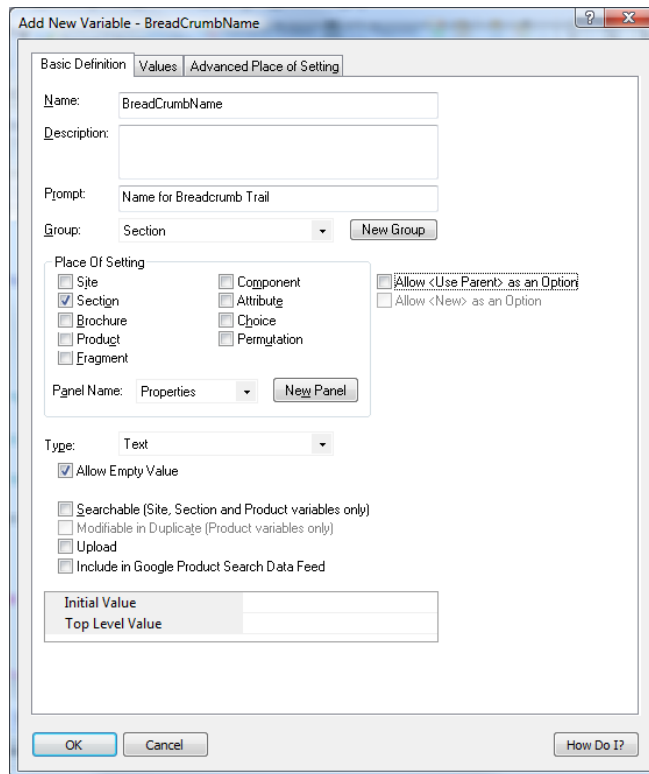 Add New Variable - BreadCrumbName
Basic Definition Values Advanced Place of Setting
Name: BreadCrumbName
Description:
Prompt: Name for Breadcrumb Trail
Group: Section New Group
Place Of Setting
Site Component Allow <Use Parent> as an Option
Section Attribute Allow <New> as an Option
Brochure Choice
Product Permutation
Fragment
Panel Name: Properties New Panel
Type: Text
Allow Empty Value
Searchable (Site, Section and Product variables only)
Modifiable in Duplicate (Product variables only)
Upload
Include in Google Product Search Data Feed
Initial Value
Top Level Value
OK Cancel How Do I?